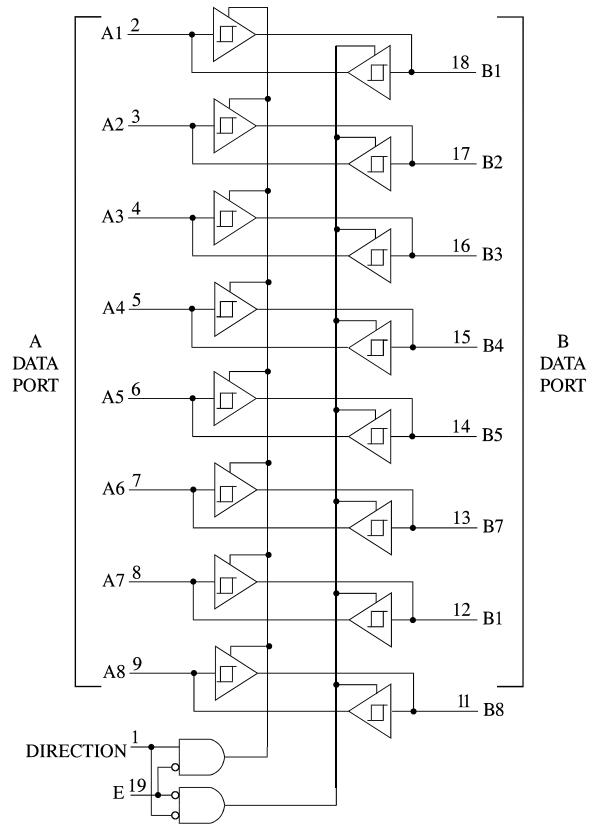 A1 2
18 B1
A2 3
17 B2
A3 4
16 B3
A4 5
15 B4
A
DATA
PORT
B
DATA
PORT
A5 6
14 B5
A6 7
13 B7
A7 8
12 B1
A8 9
11 B8
DIRECTION 1
E 19